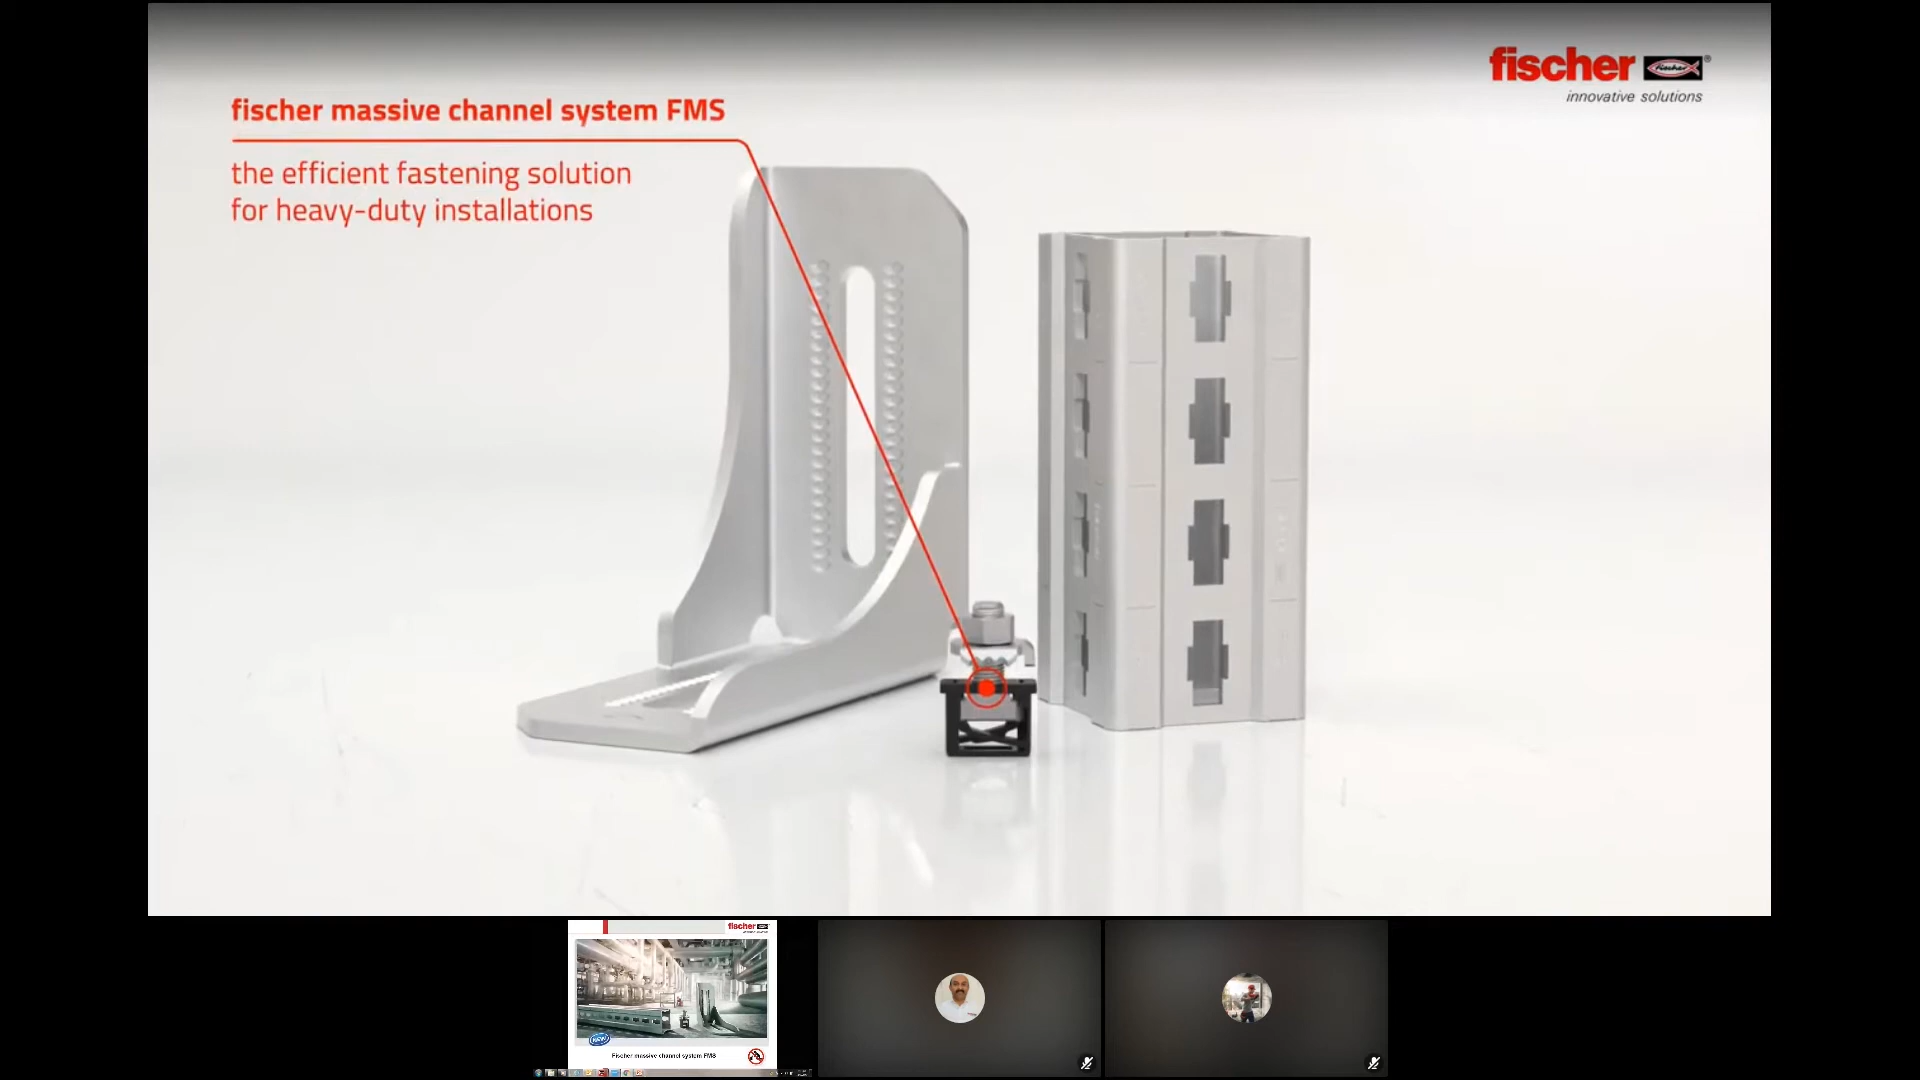 fischer
innovative solutions
fischer massive channel system FMS
the efficient fastening solution
for heavy-duty installations
fischer
NEW
Fischer massive channel system FMS